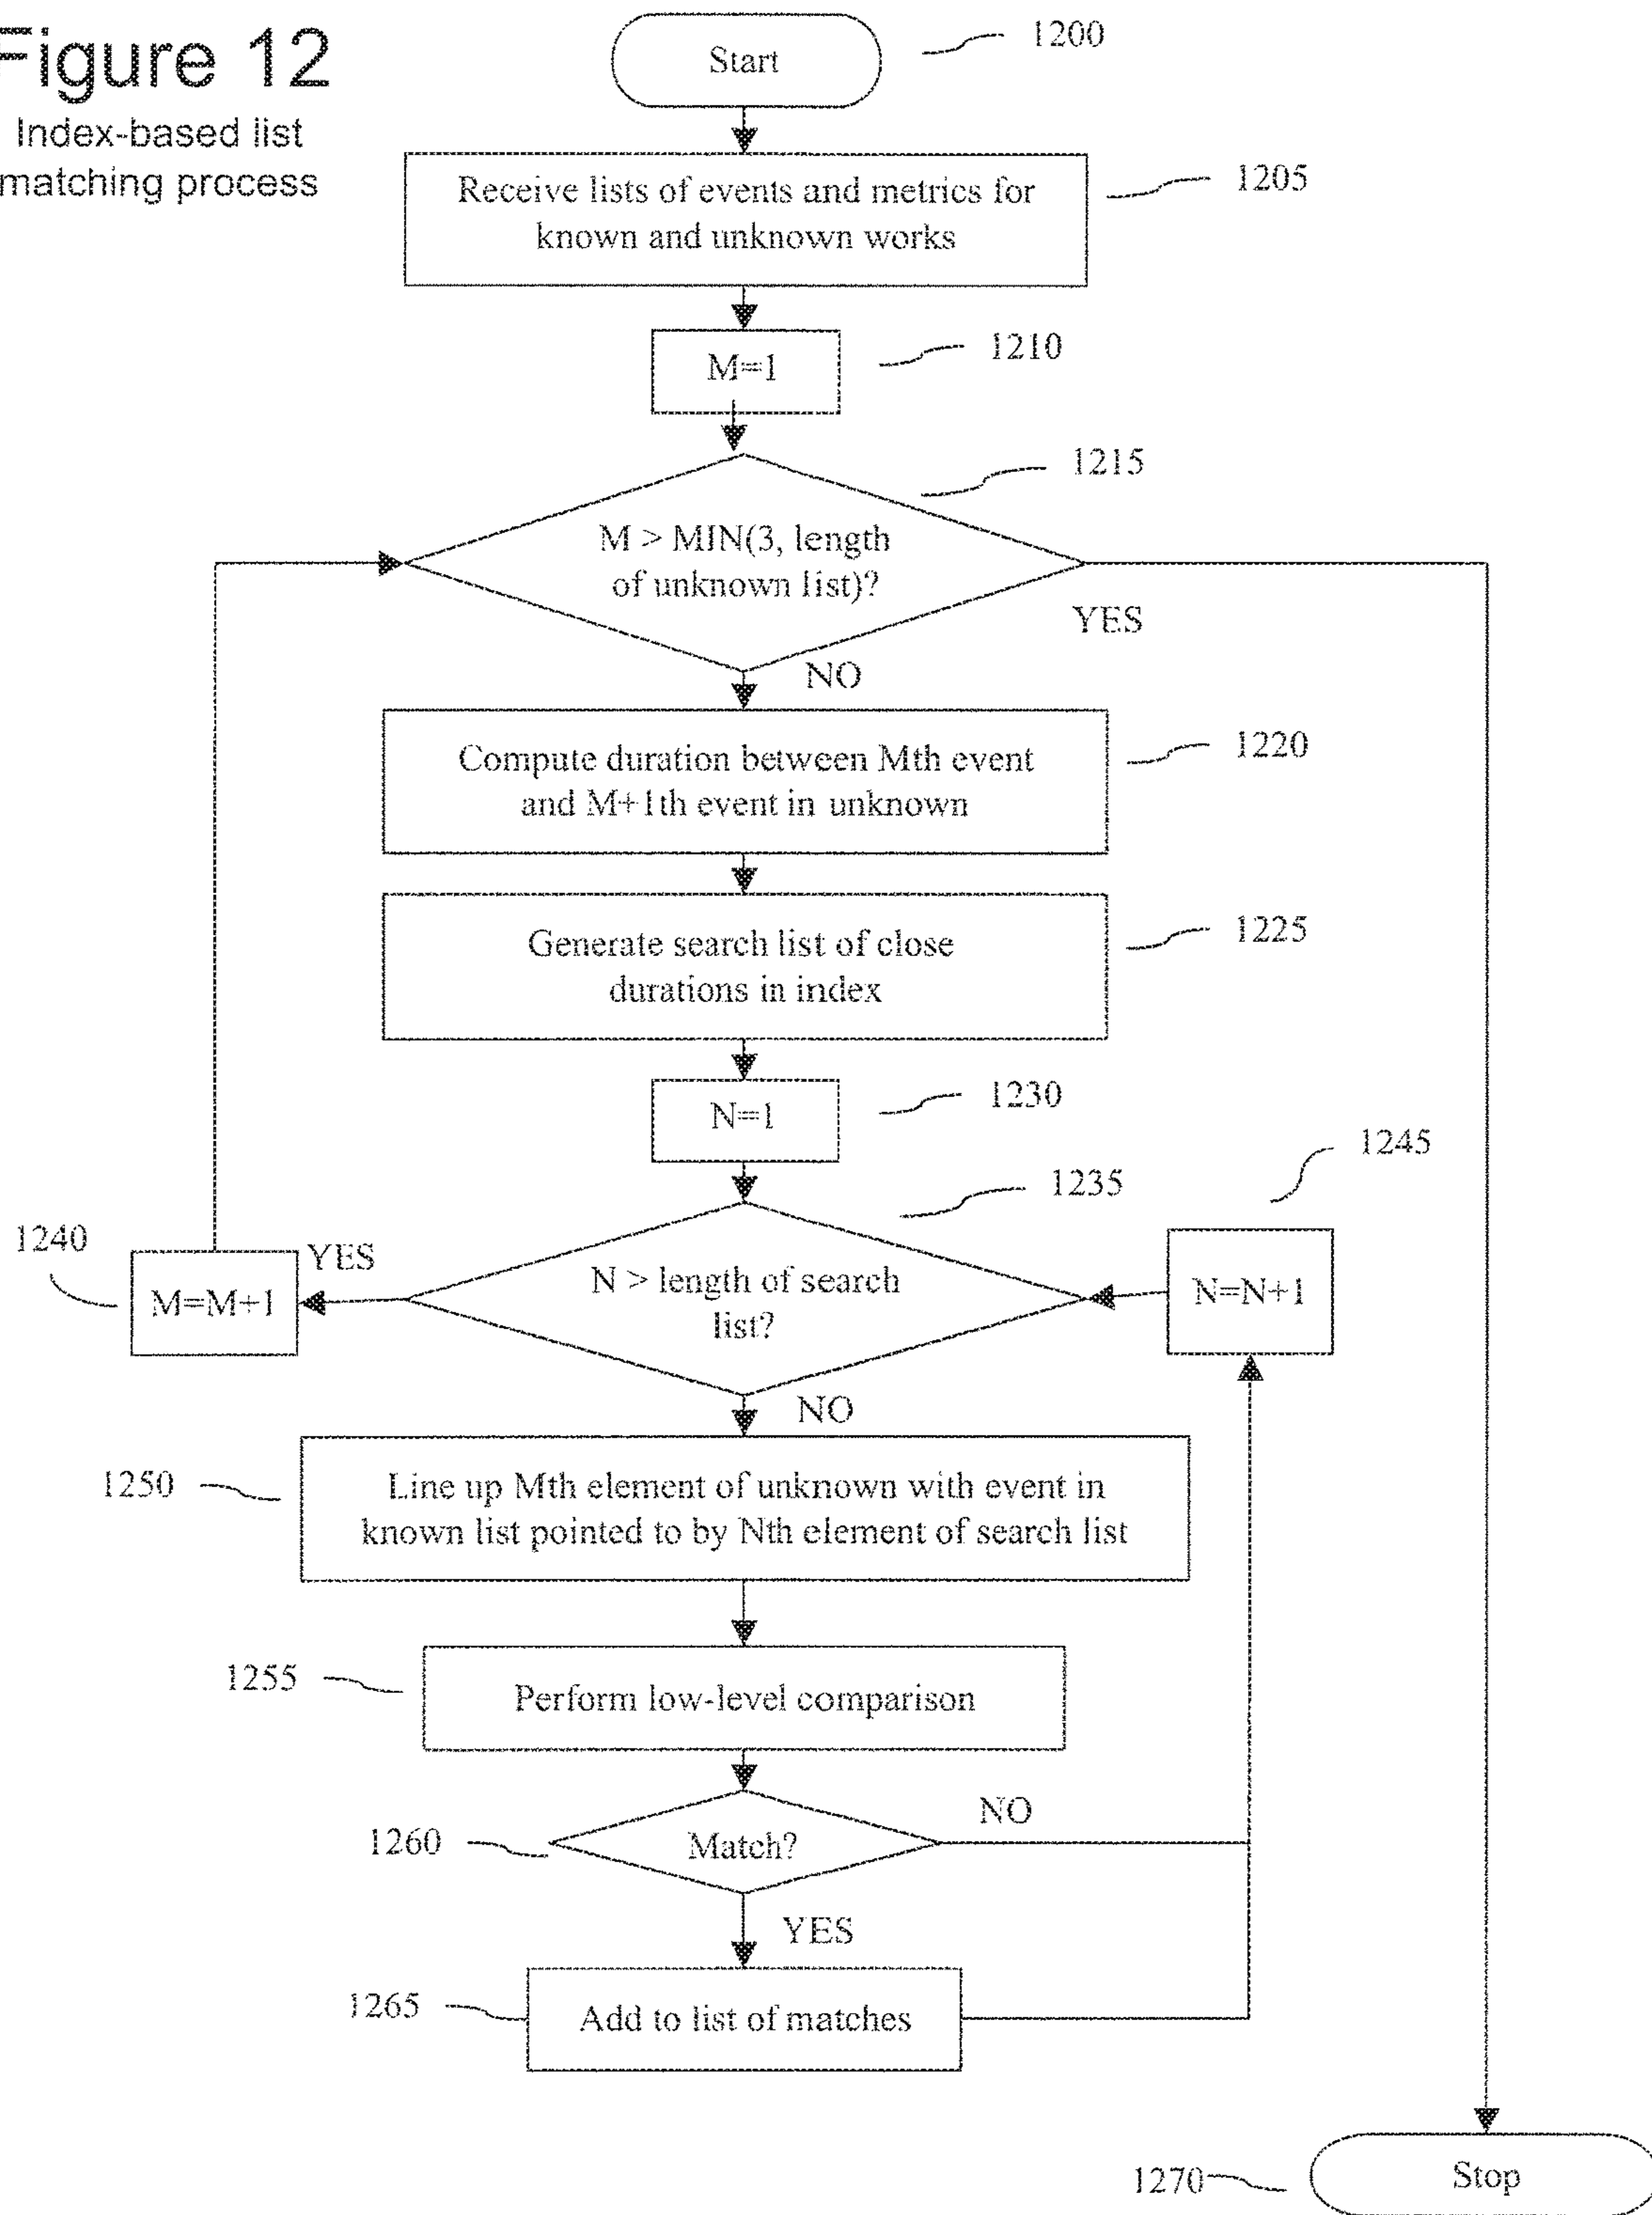 Figure 12
Index-based list
matching process
Start
1200
Receive lists of events and metrics for
known and unknown works
1205
M=1
1210
1215
M > MIN(3, length
of unknown list)?
YES
NO
Compute duration between Mth event
and M+1th event in unknown
1220
Generate search list of close
durations in index
1225
N=1
1230
1235
1245
1240
M=M+1
YES
N > length of search
list?
N=N+1
NO
1250
Line up Mth element of unknown with event in
known list pointed to by Nth element of search list
1255
Perform low-level comparison
1260
Match?
NO
YES
1265
Add to list of matches
1270
Stop